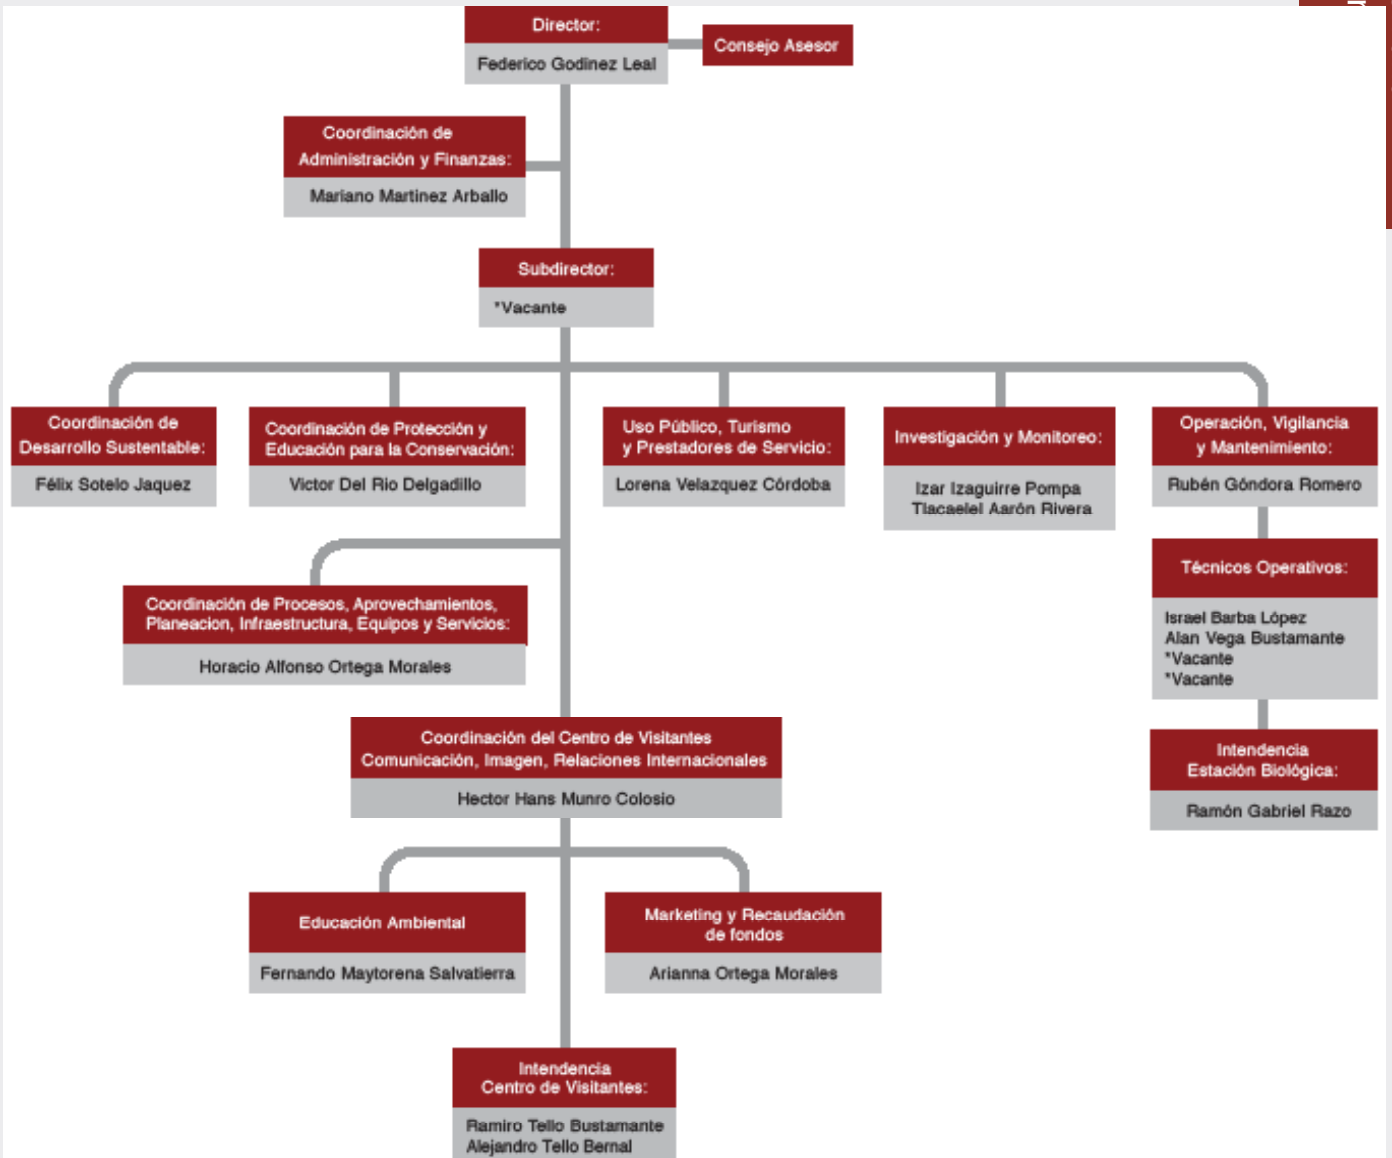 Director:
Federico Godinez Leal
Consejo Asesor
Coordinación de
Administración y Finanzas:
Mariano Martinez Arballo
Subdirector:
*Vacante
Coordinación de
Desarrollo Sustentable:
Félix Sotelo Jaquez
Coordinación de Protección y
Educación para la Conservación:
Victor Del Rio Delgadillo
Uso Público, Turismo
y Prestadores de Servicio:
Lorena Velazquez Córdoba
Investigación y Monitoreo:
Izar Izaguirre Pompa
Tlacaelel Aarón Rivera
Operación, Vigilancia
y Mantenimiento:
Rubén Góndora Romero
Técnicos Operativos:
Israel Barba López
Alan Vega Bustamante
*Vacante
*Vacante
Intendencia
Estación Biológica:
Ramón Gabriel Razo
Coordinación de Procesos, Aprovechamientos,
Planeacion, Infraestructura, Equipos y Servicios:
Horacio Alfonso Ortega Morales
Coordinación del Centro de Visitantes
Comunicación, Imagen, Relaciones Internacionales
Hector Hans Munro Colosio
Educación Ambiental
Fernando Maytorena Salvatierra
Marketing y Recaudación
de fondos
Arianna Ortega Morales
Intendencia
Centro de Visitantes:
Ramiro Tello Bustamante
Alejandro Tello Bernal